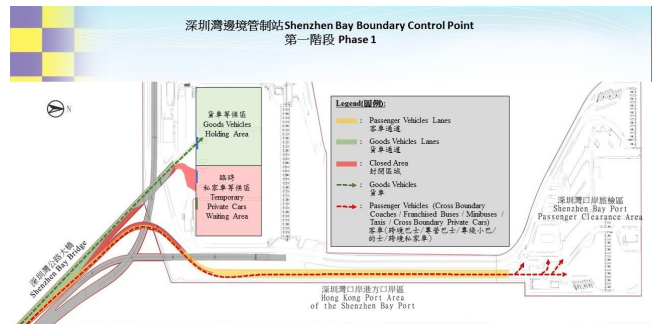 深圳灣邊境管制站Shenzhen Bay Boundary Control Point
第一階段 Phase 1
N
貨車等候區
Goods Vehicles
Holding Area
臨時
私家車等候區
Temporary
Private Cars
Waiting Area
Legend(圖例):
: Passenger Vehicles Lanes
客車通道
: Goods Vehicles Lanes
貨車通道
: Closed Area
封閉區域
: Goods Vehicles
貨車
: Passenger Vehicles (Cross Boundary
Coaches / Franchised Buses / Minibuses /
Taxis / Cross Boundary Private Cars)
客車(跨境巴士/專營巴士/專綫小巴/
的士/跨境私家車)
深圳灣口岸旅檢區
Shenzhen Bay Port
Passenger Clearance Area
深圳灣公路大橋
Shenzhen Bay Bridge
深圳灣口岸港方口岸區
Hong Kong Port Area
of the Shenzhen Bay Port